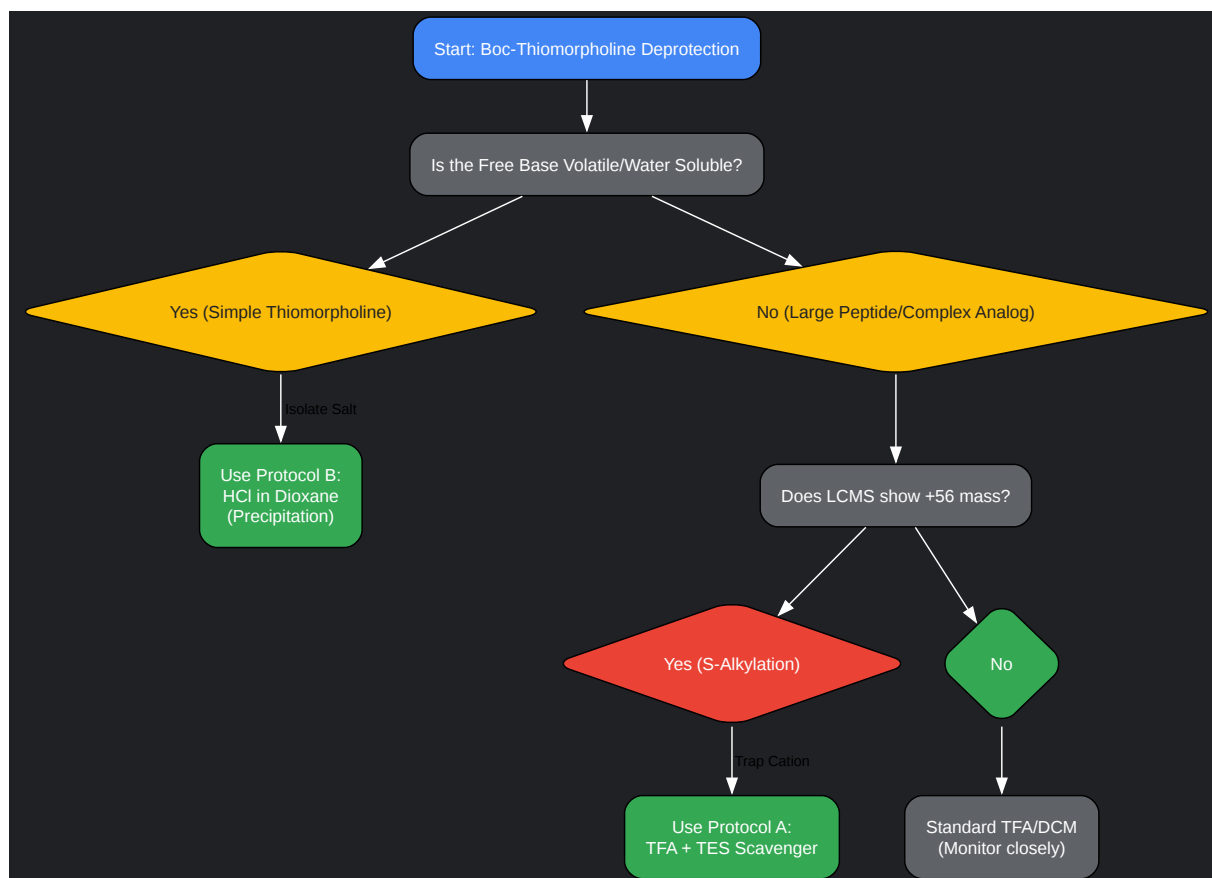 Start: Boc-Thiomorpholine Deprotection
Is the Free Base Volatile/Water Soluble?
Yes (Simple Thiomorpholine)
No (Large Peptide/Complex Analog)
Isolate Salt
Use Protocol B:
HCl in Dioxane
(Precipitation)
Does LCMS show +56 mass?
Yes (S-Alkylation)
No
Trap Cation
Use Protocol A:
TFA + TES Scavenger
Standard TFA/DCM
(Monitor closely)